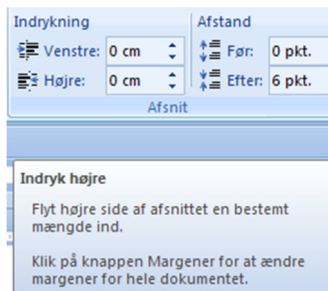 Indrykning Afstand
Venstre: 0 cm Før: 0 pkt.
Højre: 0 cm Efter: 6 pkt.
Afsnit
Indryk højre
Flyt højre side af afsnittet en bestemt
mængde ind.
Klik på knappen Margener for at ændre
margener for hele dokumentet.